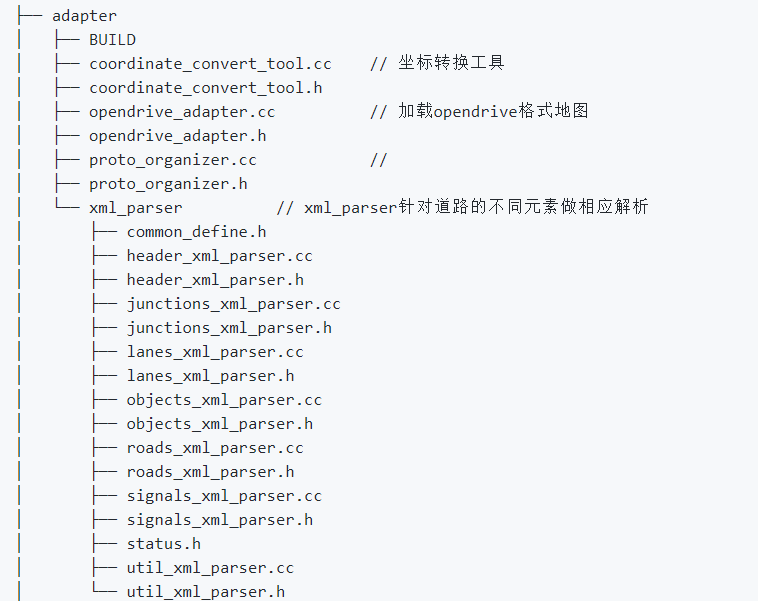 ├── adapter
│   ├── BUILD
│   ├── coordinate_convert_tool.cc    // 坐标转换工具
│   ├── coordinate_convert_tool.h
│   ├── opendrive_adapter.cc          // 加载opendrive格式地图
│   ├── opendrive_adapter.h
│   ├── proto_organizer.cc            //
│   ├── proto_organizer.h
│   └── xml_parser          // xml_parser针对道路的不同元素做相应解析
│       ├── common_define.h
│       ├── header_xml_parser.cc
│       ├── header_xml_parser.h
│       ├── junctions_xml_parser.cc
│       ├── junctions_xml_parser.h
│       ├── lanes_xml_parser.cc
│       ├── lanes_xml_parser.h
│       ├── objects_xml_parser.cc
│       ├── objects_xml_parser.h
│       ├── roads_xml_parser.cc
│       ├── roads_xml_parser.h
│       ├── signals_xml_parser.cc
│       ├── signals_xml_parser.h
│       ├── status.h
│       ├── util_xml_parser.cc
│       └── util_xml_parser.h